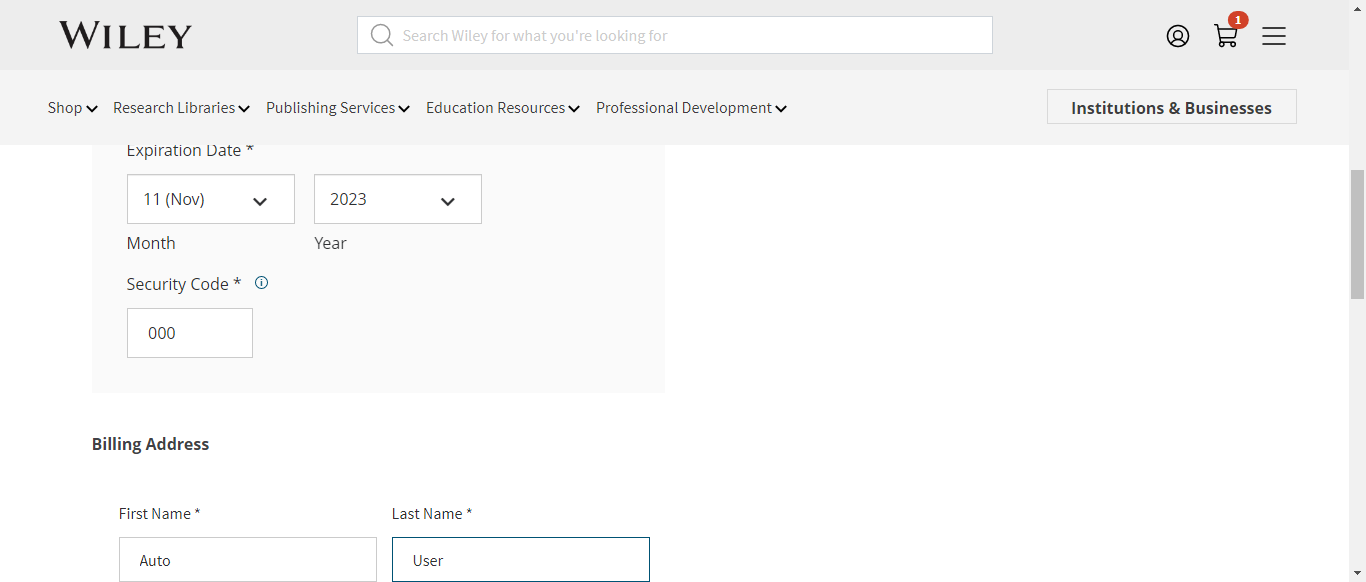 WILEY
Search Wiley for what you're looking for
1
Shop Research Libraries Publishing Services Education Resources Professional Development Institutions & Businesses
Expiration Date *
11 (Nov) 2023
Month Year
Security Code *
000
Billing Address
First Name * Last Name *
Auto User